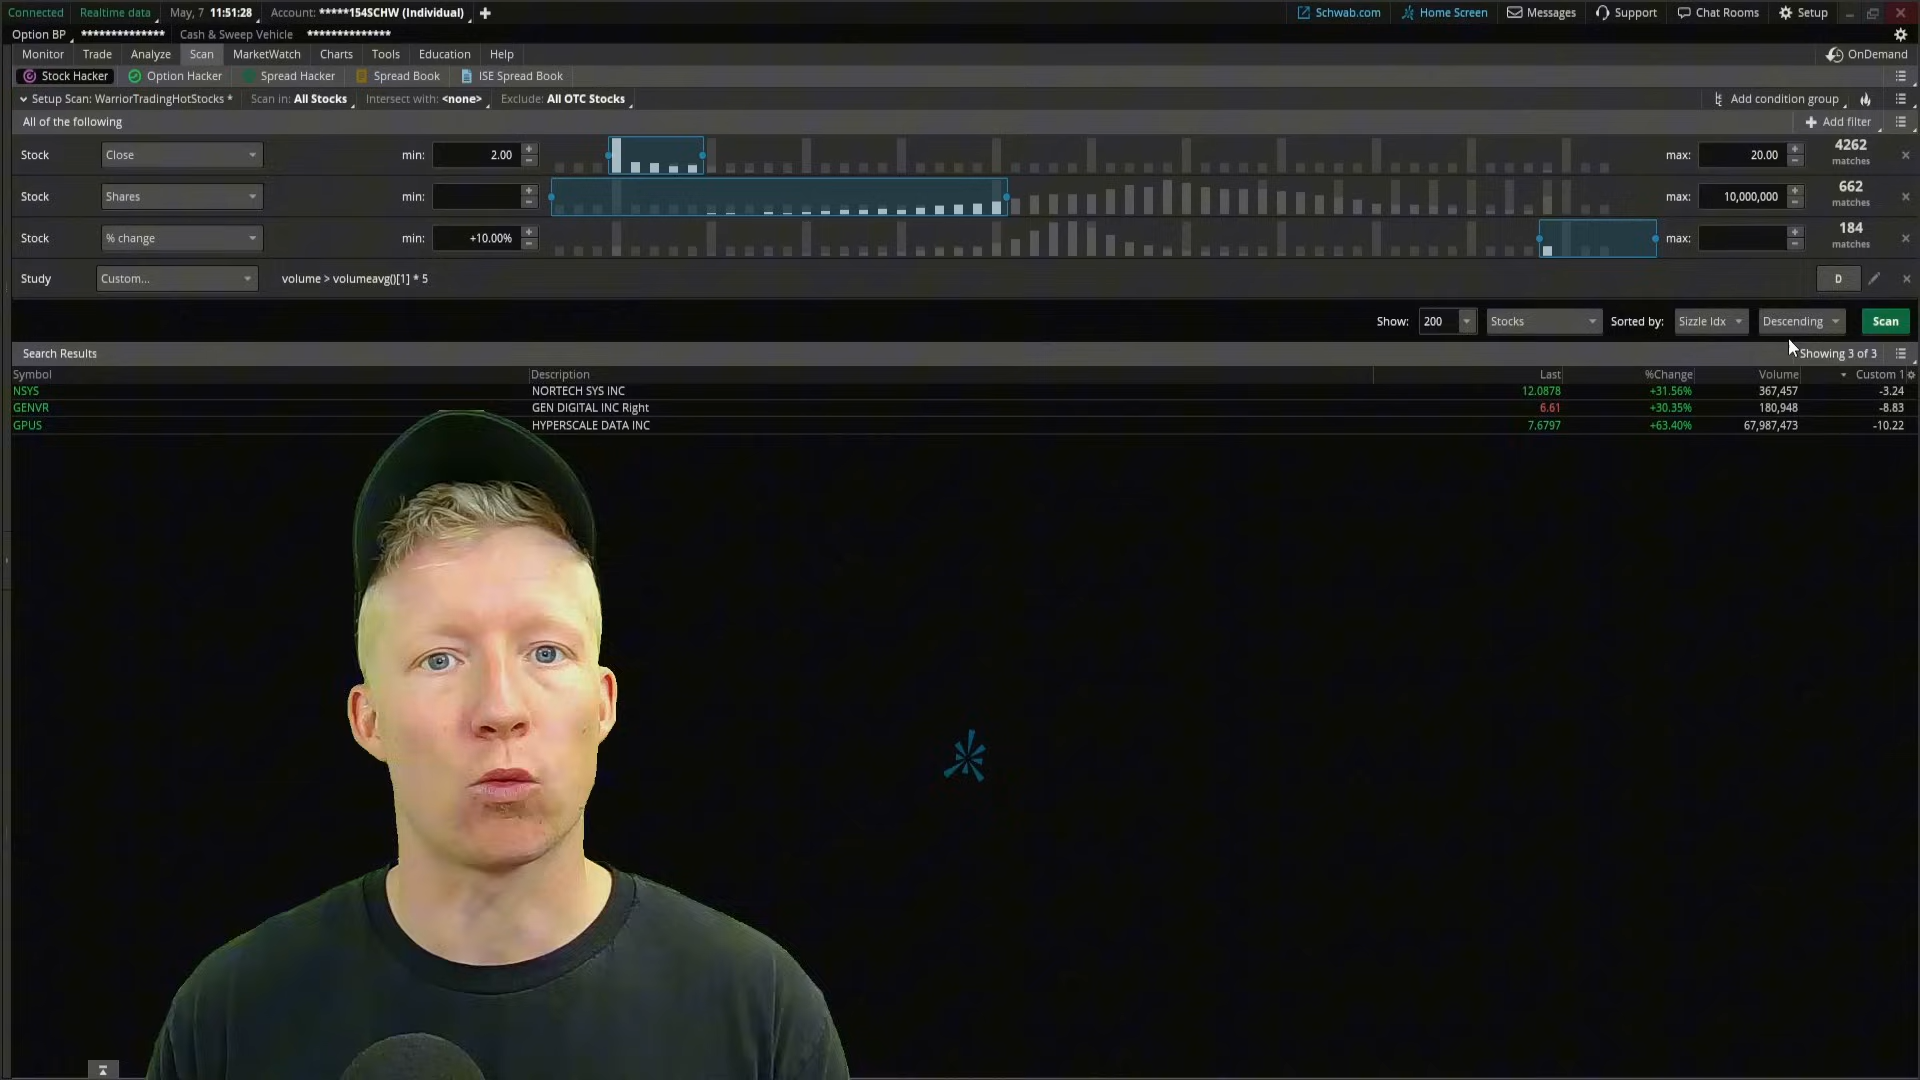 Connected Realtime data May, 7 11:51:28 Account: *****154SCHW (Individual) Schwab.com Home Screen Messages Support Chat Rooms Setup
Option BP ************** Cash & Sweep Vehicle **************
Monitor Trade Analyze Scan MarketWatch Charts Tools Education Help OnDemand
Stock Hacker Option Hacker Spread Hacker Spread Book ISE Spread Book
Setup Scan: WarriorTradingHotStocks * Scan in: All Stocks Intersect with: <none> Exclude: All OTC Stocks Add condition group
All of the following Add filter
Stock Close min: 2.00 max: 20.00 4262 matches
Stock Shares min: max: 10,000,000 662 matches
Stock % change min: +10.00% max: 184 matches
Study Custom... volume > volumeavg()[1] * 5 D
Show: 200 Stocks Sorted by: Sizzle Idx Descending Scan
Search Results Showing 3 of 3
Symbol Description Last %Change Volume Custom 1
NSYS NORTECH SYS INC 12.0878 +31.56% 367,457 -3.24
GENVR GEN DIGITAL INC Right 6.61 +30.35% 180,948 -8.83
GPUS HYPERSCALE DATA INC 7.6797 +63.40% 67,987,473 -10.22